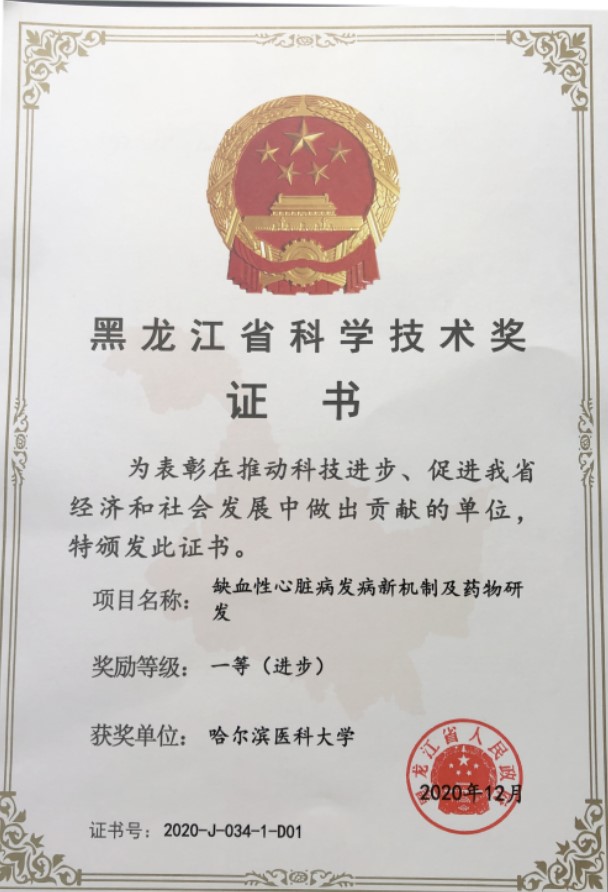 黑龙江省科学技术奖
证 书
为表彰在推动科技进步、促进我省
经济和社会发展中做出贡献的单位，
特颁发此证书。
项目名称：缺血性心脏病发病新机制及药物研
发
奖励等级：一等（进步）
获奖单位：哈尔滨医科大学
黑龙江省人民政府
2020年12月
证书号：2020-J-034-1-D01